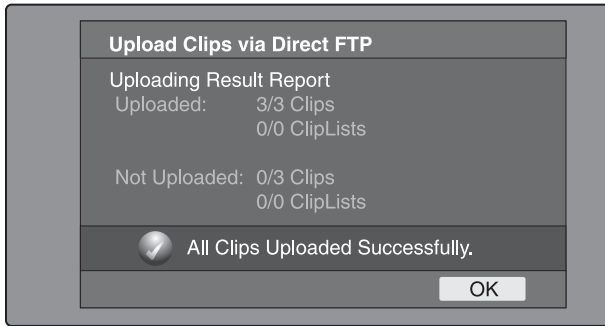 Upload Clips via Direct FTP
Uploading Result Report
Uploaded: 3/3 Clips
0/0 ClipLists
Not Uploaded: 0/3 Clips
0/0 ClipLists
All Clips Uploaded Successfully.
OK